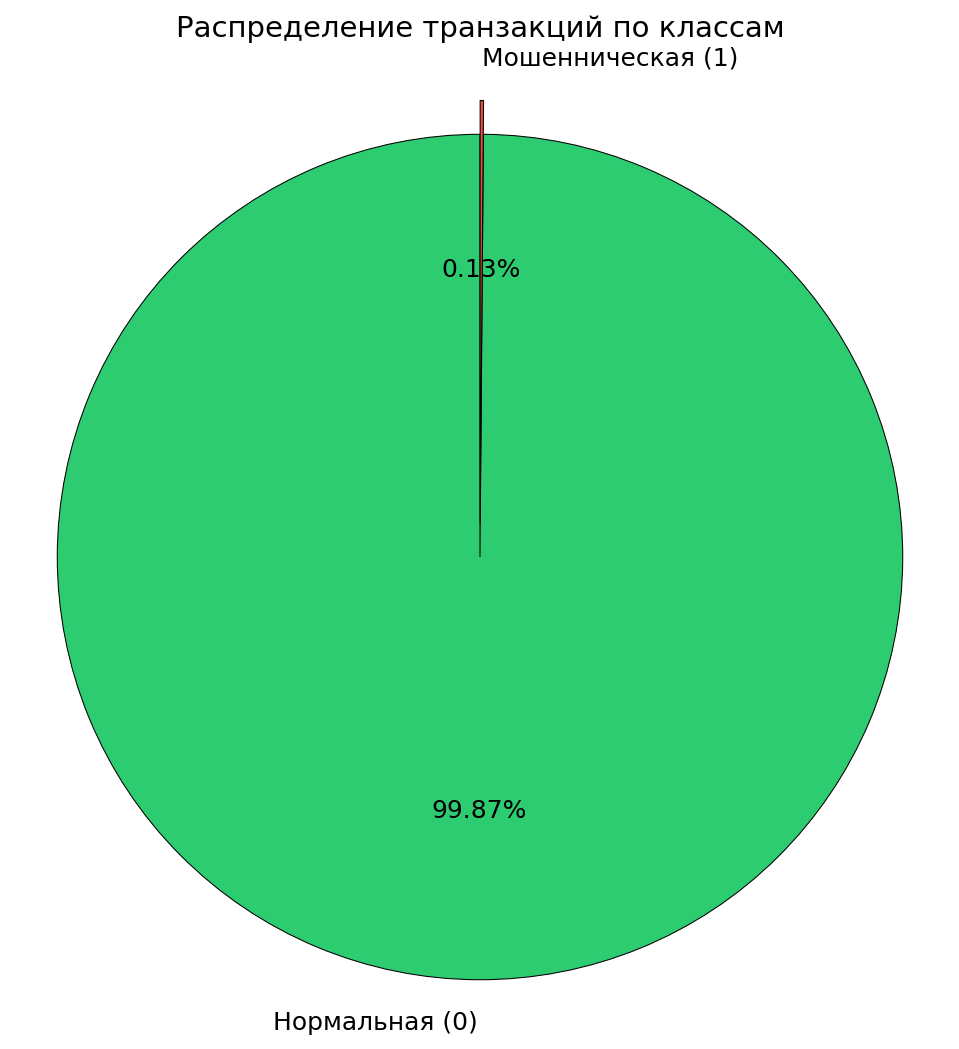 Распределение транзакций по классам
Мошенническая (1)
0.13%
99.87%
Нормальная (0)